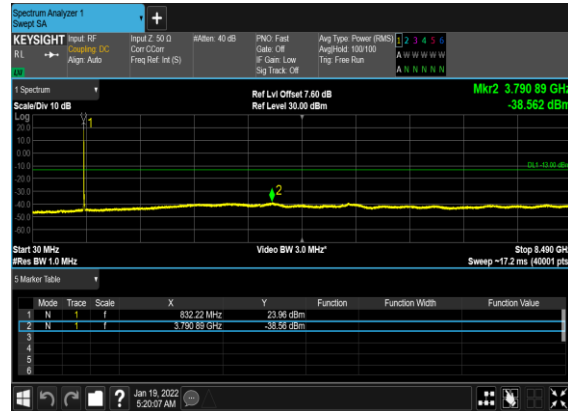 Spectrum Analyzer 1
Swept SA
+
KEYSIGHT Input: RF Input Z: 50 Ω #Atten: 40 dB PNO: Fast Avg Type: Power (RMS) 1 2 3 4 5 6
RL Coupling: DC Corr CCorr Gate: Off Avg|Hold: 100/100 A W W W W W
Align: Auto Freq Ref: Int (S) IF Gain: Low Trig: Free Run
LW Sig Track: Off A N N N N N
1 Spectrum Ref Lvl Offset 7.60 dB Mkr2 3.790 89 GHz
Scale/Div 10 dB Ref Level 30.00 dBm -38.562 dBm
Log
1
20.0
10.0
0.00
-10.0
DL1 -13.00 dBm
-20.0
-30.0
2
-40.0
-50.0
-60.0
Start 30 MHz Video BW 3.0 MHz* Stop 8.490 GHz
#Res BW 1.0 MHz Sweep ~17.2 ms (40001 pts)
5 Marker Table
Mode Trace Scale X Y Function Function Width Function Value
1 N 1 f 832.22 MHz 23.96 dBm
2 N 1 f 3.790 89 GHz -38.56 dBm
3
4
5
6
? Jan 19, 2022
5:20:07 AM